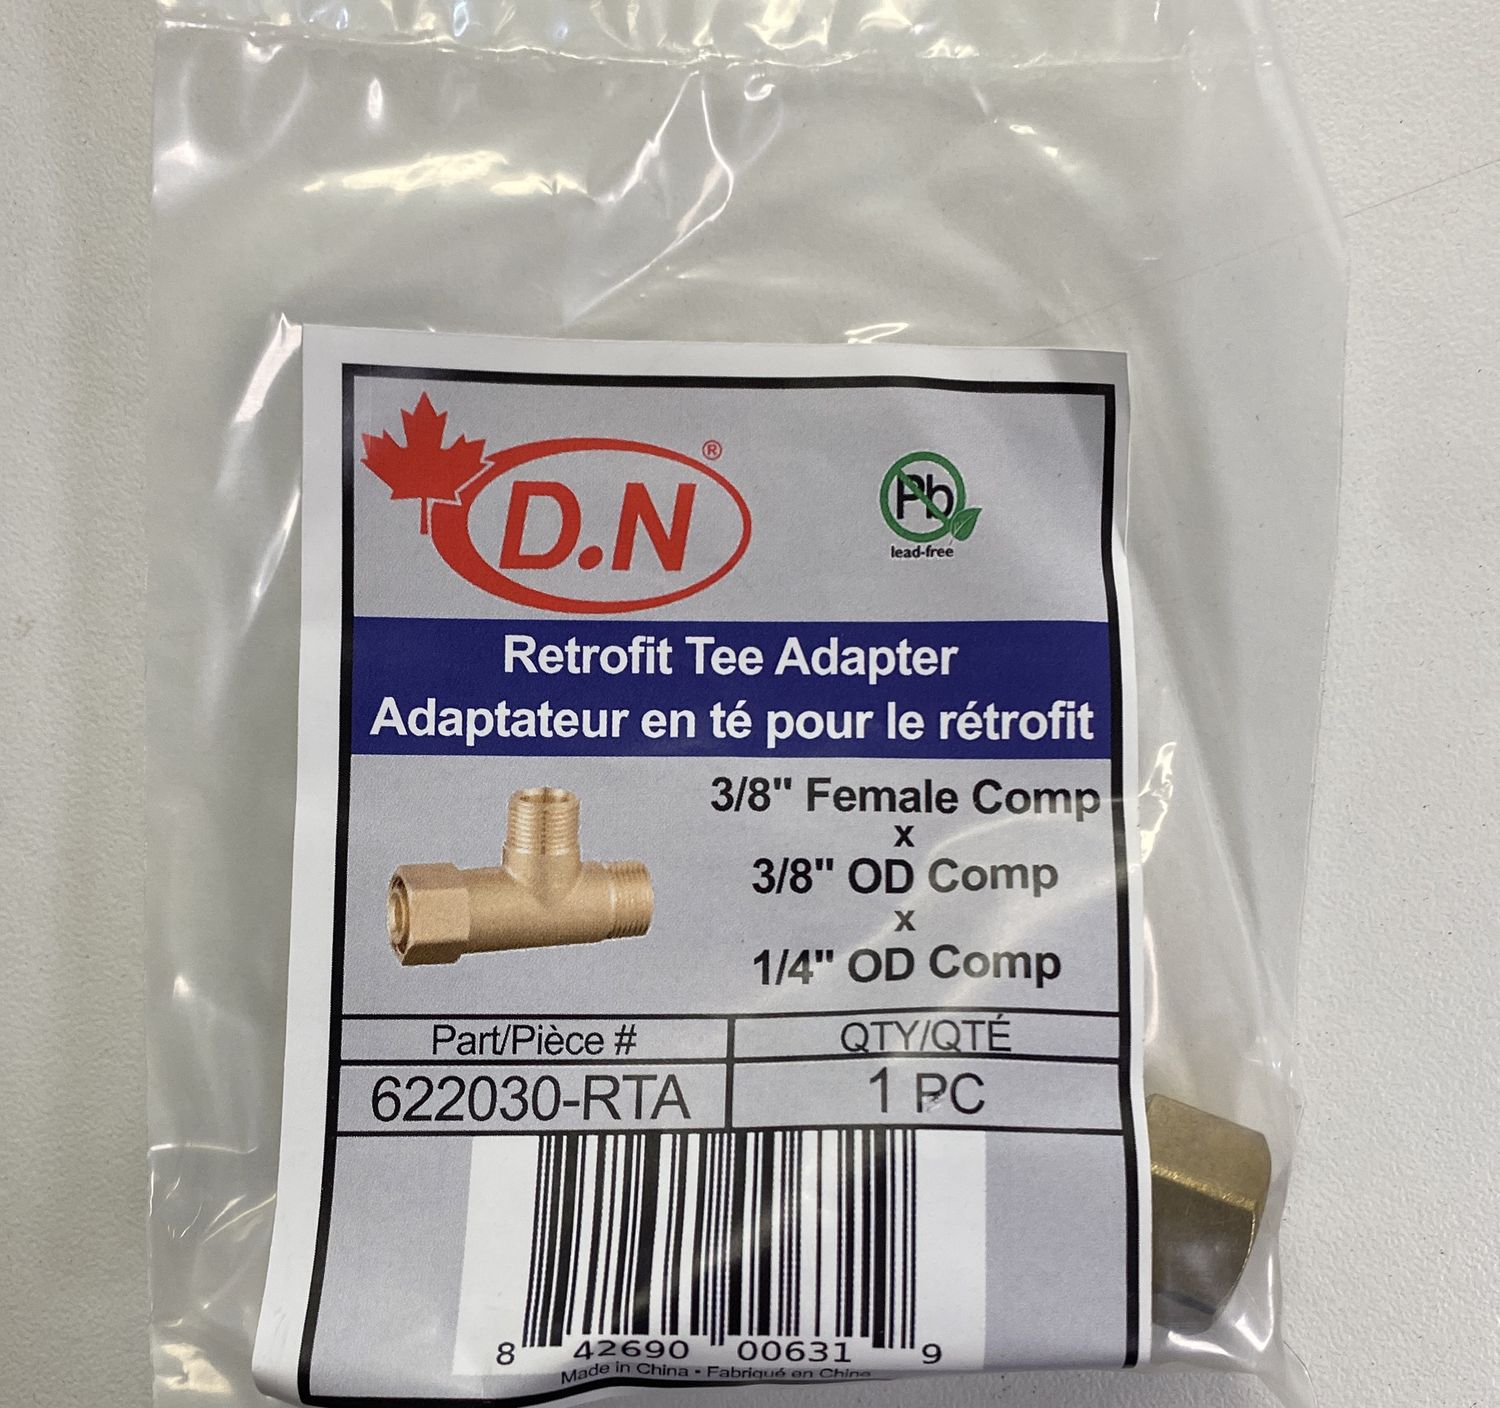 D.N ®
Pb
lead-free
Retrofit Tee Adapter
Adaptateur en té pour le rétrofit
3/8" Female Comp
x
3/8" OD Comp
x
1/4" OD Comp
Part/Pièce # QTY/QTÉ
622030-RTA 1 PC
8 42690 00631 9
Made in China • Fabriqué en Chine